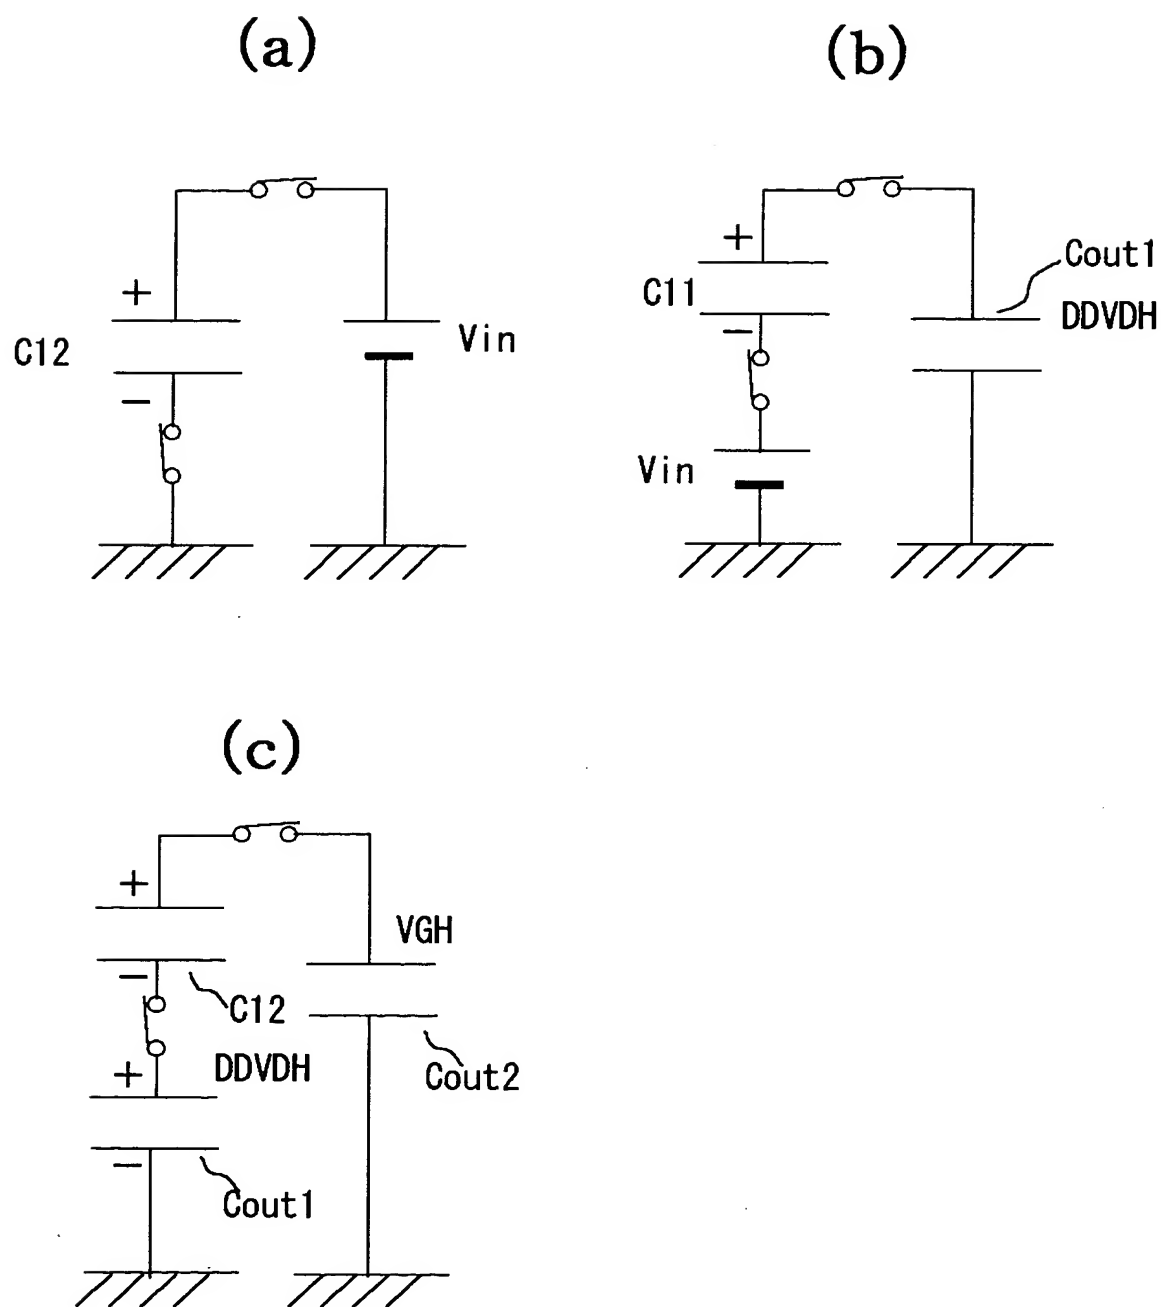 (a)
+
C12
−
Vin
(b)
+
C11
−
Vin
Cout1
DDVDH
(c)
+
−
C12
+
DDVDH
−
Cout1
VGH
Cout2